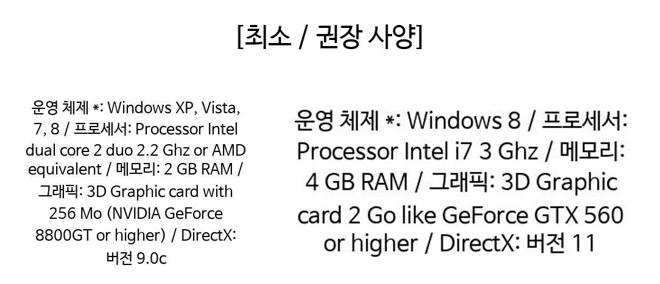 [최소 / 권장 사양]
운영 체제 *: Windows XP, Vista,
7, 8 / 프로세서: Processor Intel
dual core 2 duo 2.2 Ghz or AMD
equivalent / 메모리: 2 GB RAM /
그래픽: 3D Graphic card with
256 Mo (NVIDIA GeForce
8800GT or higher) / DirectX:
버전 9.0c
운영 체제 *: Windows 8 / 프로세서:
Processor Intel i7 3 Ghz / 메모리:
4 GB RAM / 그래픽: 3D Graphic
card 2 Go like GeForce GTX 560
or higher / DirectX: 버전 11